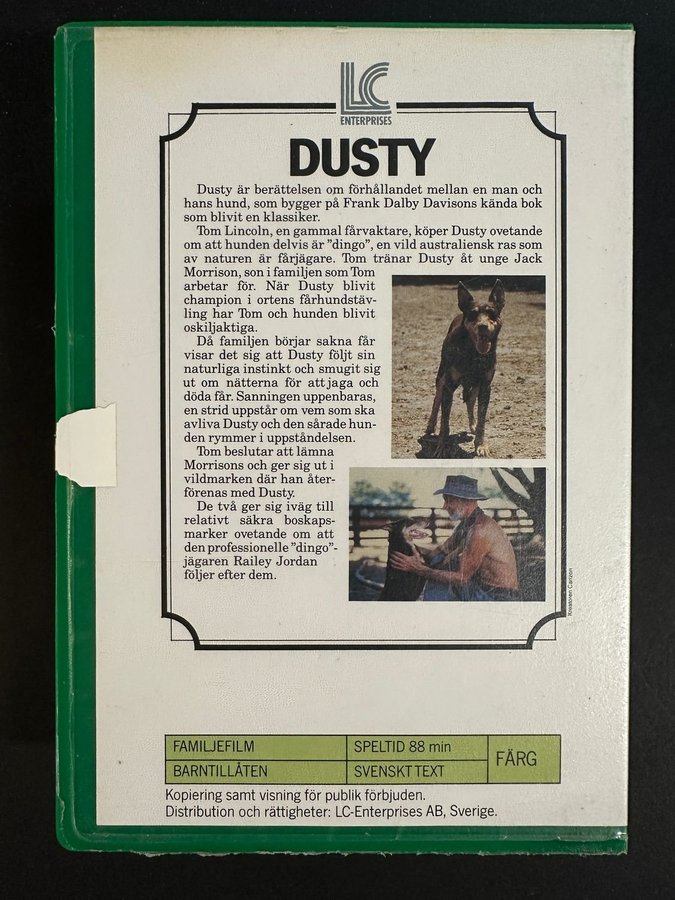 LC
ENTERPRISES
DUSTY
Dusty är berättelsen om förhållandet mellan en man och
hans hund, som bygger på Frank Dalby Davisons kända bok
som blivit en klassiker.
Tom Lincoln, en gammal fårvaktare, köper Dusty ovetande
om att hunden delvis är "dingo", en vild australiensk ras som
av naturen är fårjägare. Tom tränar Dusty åt unge Jack
Morrison, son i familjen som Tom
arbetar för. När Dusty blivit
champion i ortens fårhundstäv-
ling har Tom och hunden blivit
oskiljaktiga.
Då familjen börjar sakna får
visar det sig att Dusty följt sin
naturliga instinkt och smugit sig
ut om nätterna för att jaga och
döda får. Sanningen uppenbaras,
en strid uppstår om vem som ska
avliva Dusty och den sårade hun-
den rymmer i uppståndelsen.
Tom beslutar att lämna
Morrisons och ger sig ut i
vildmarken där han åter-
förenas med Dusty.
De två ger sig iväg till
relativt säkra boskaps-
marker ovetande om att
den professionelle "dingo"-
jägaren Railey Jordan
följer efter dem.
FAMILJEFILM
SPELTID 88 min
FÄRG
BARNTILLÅTEN
SVENSKT TEXT
Kopiering samt visning för publik förbjuden.
Distribution och rättigheter: LC-Enterprises AB, Sverige.